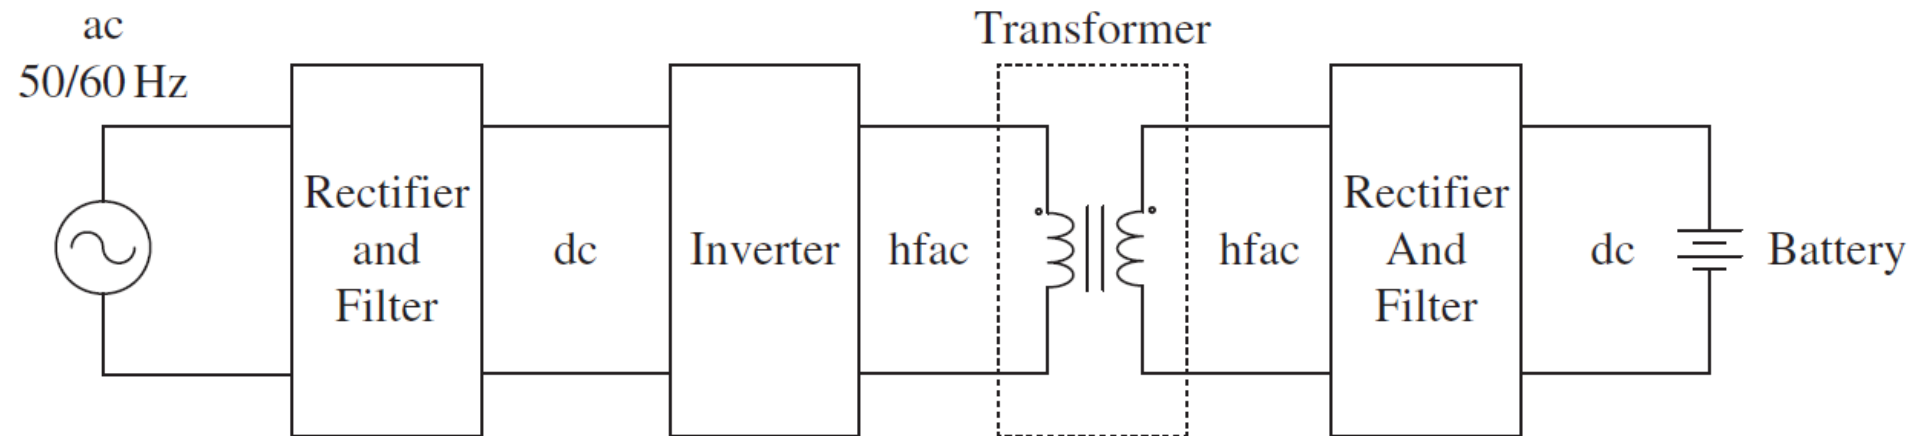 ac
50/60 Hz
Rectifier
and
Filter
dc
Inverter
hfac
Transformer
hfac
Rectifier
And
Filter
dc
Battery